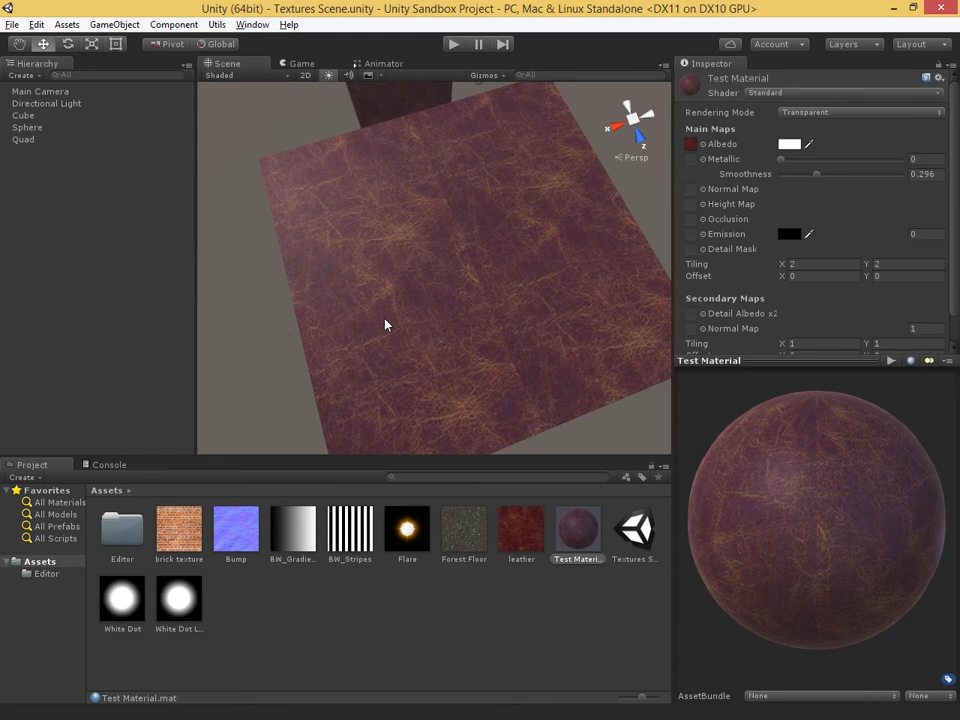 Unity (64bit) - Textures Scene.unity - Unity Sandbox Project - PC, Mac & Linux Standalone <DX11 on DX10 GPU>
File Edit Assets GameObject Component Utils Window Help
Pivot Global Account Layers Layout
Hierarchy
Create All
Main Camera
Directional Light
Cube
Sphere
Quad
Scene Game Animator
Shaded 2D Gizmos All
x
z
Persp
Inspector
Test Material
Shader Standard
Rendering Mode Transparent
Main Maps
Albedo
Metallic 0
Smoothness 0.296
Normal Map
Height Map
Occlusion
Emission 0
Detail Mask
Tiling X 2 Y 2
Offset X 0 Y 0
Secondary Maps
Detail Albedo x2
Normal Map 1
Tiling X 1 Y 1
Test Material
Project Console
Create
Favorites
All Materials
All Models
All Prefabs
All Scripts
Assets
Editor
Assets
Editor brick texture Bump BW_Gradie... BW_Stripes Flare Forest Floor leather Test Materi... Textures S...
White Dot White Dot L...
Test Material.mat
AssetBundle None None